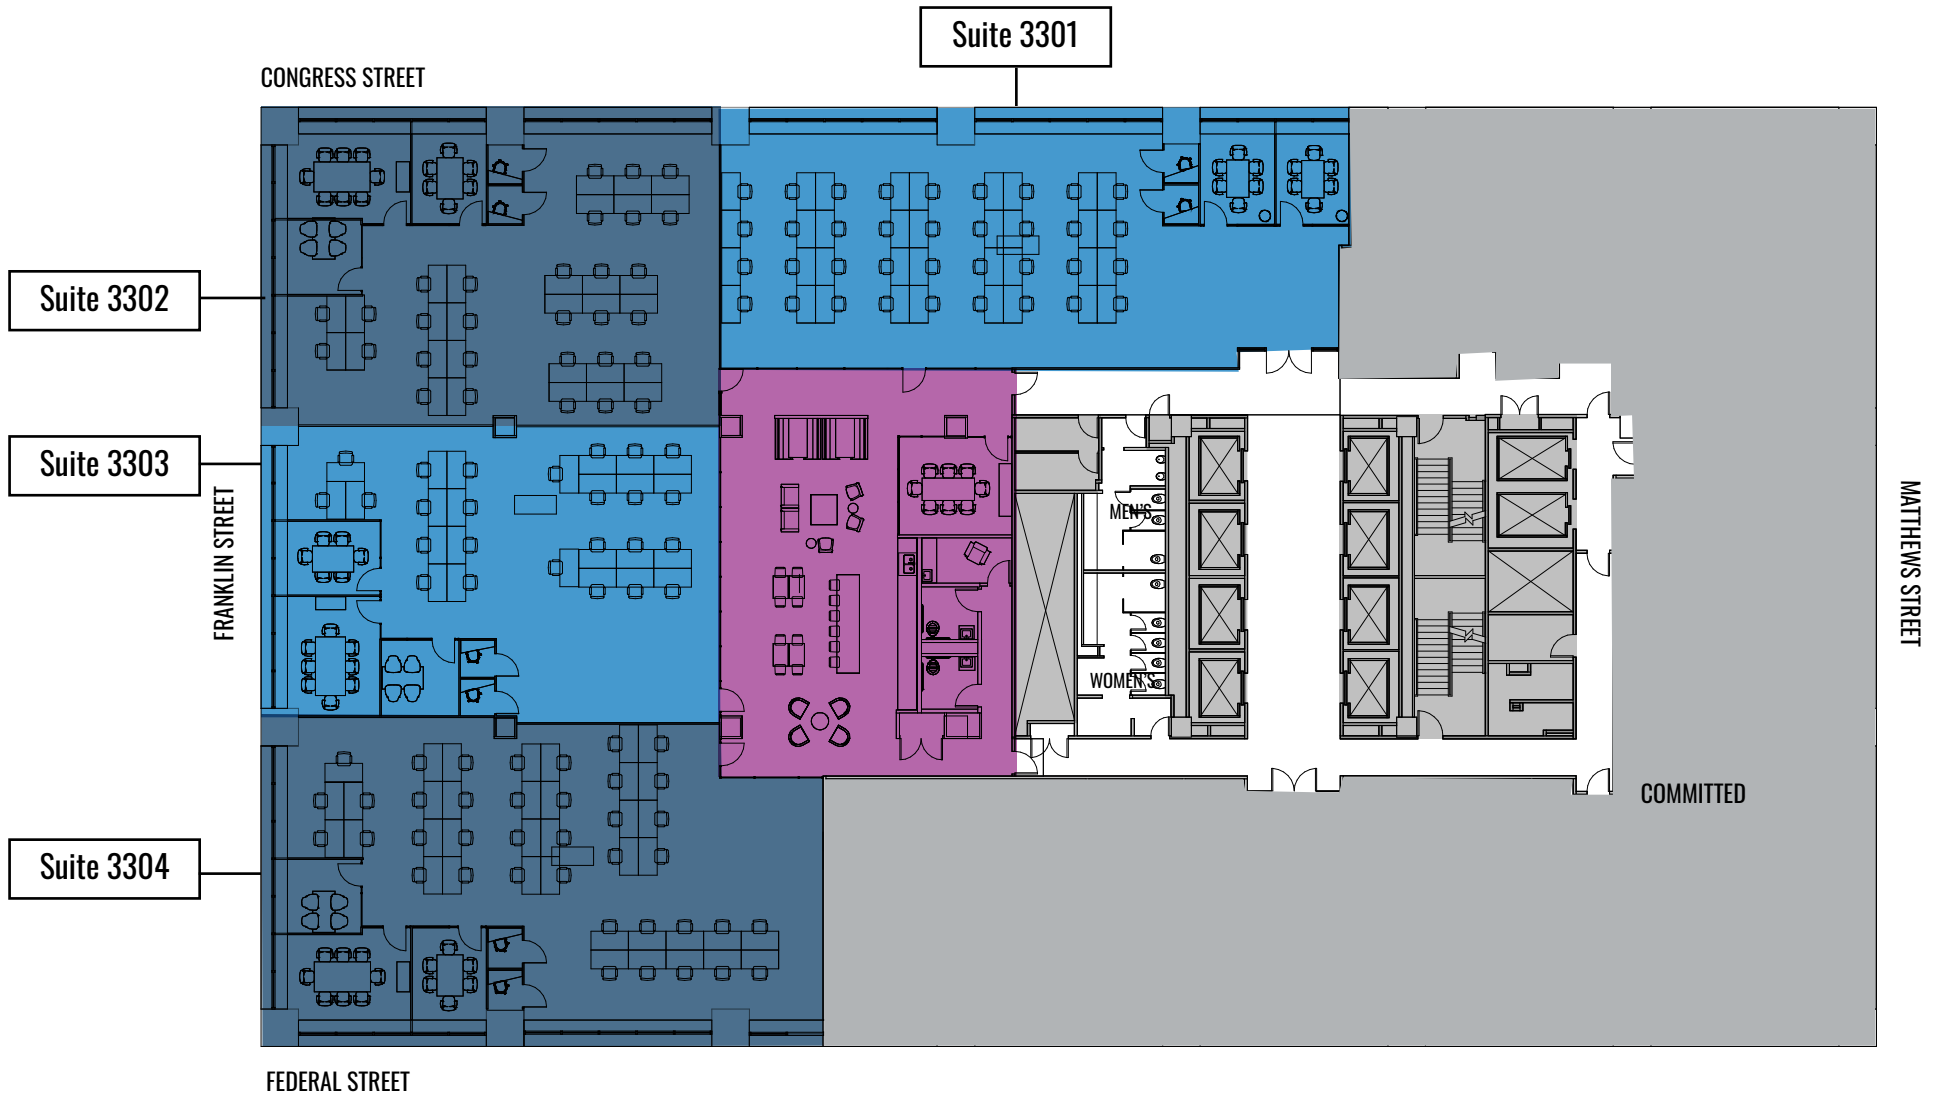 Suite 3301
CONGRESS STREET
Suite 3302
Suite 3303
FRANKLIN STREET
MATTHEWS STREET
MEN'S
WOMEN'S
COMMITTED
Suite 3304
FEDERAL STREET